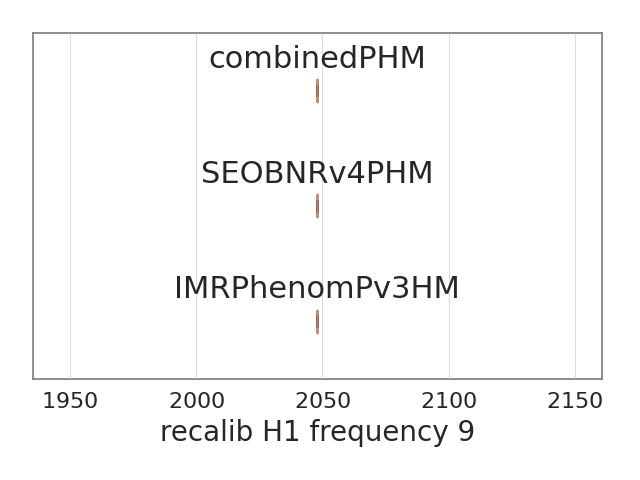 combinedPHM
SEOBNRv4PHM
IMRPhenomPv3HM
1950 2000 2050 2100 2150
recalib H1 frequency 9